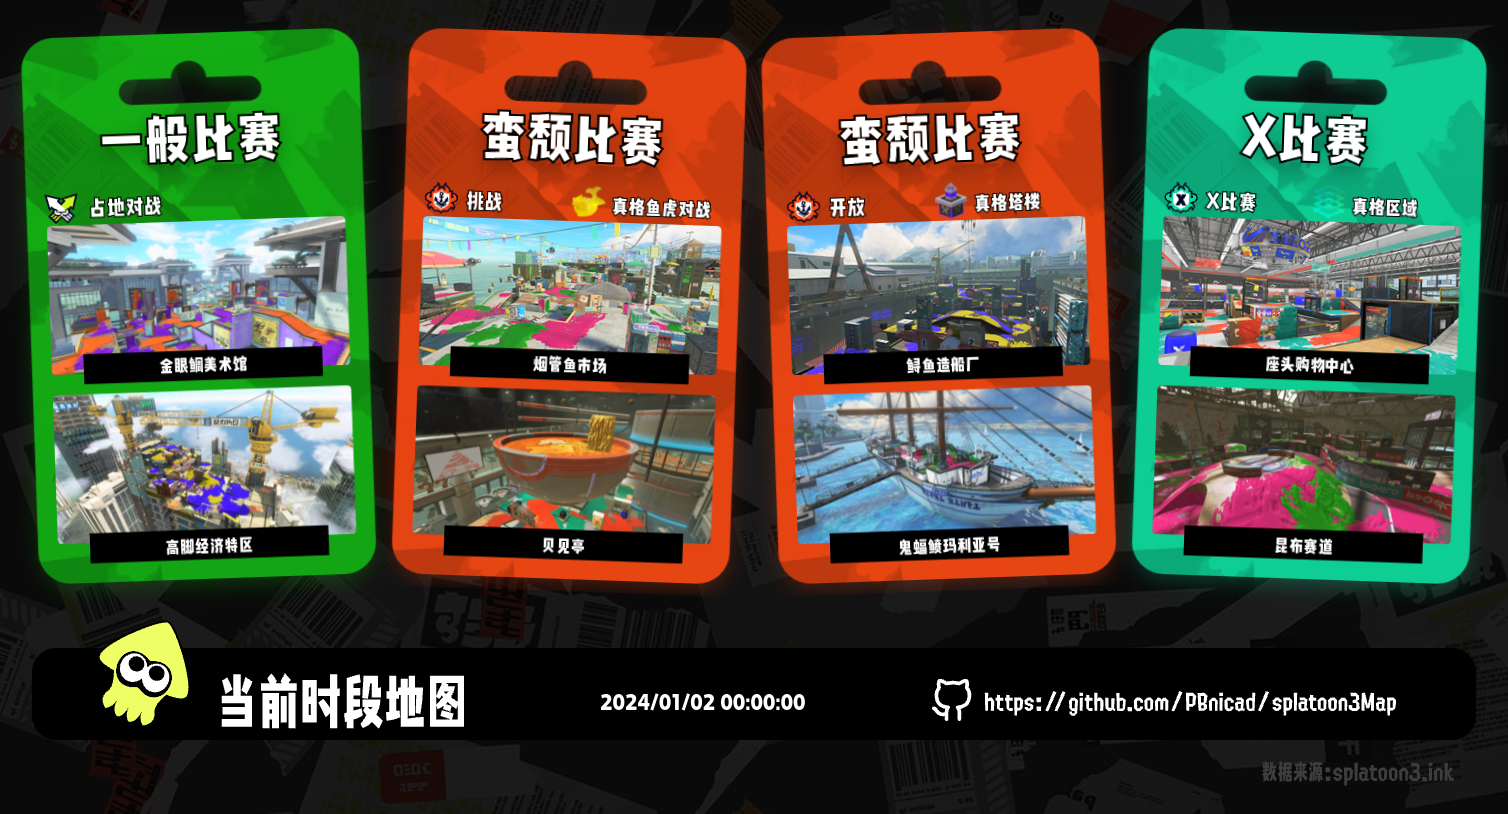 一般比赛
占地对战
金眼鲷美术馆
高脚经济特区
蛮颓比赛
挑战
真格鱼虎对战
烟管鱼市场
贝见亭
蛮颓比赛
开放
真格塔楼
鲟鱼造船厂
鬼蝠鲼玛利亚号
X比赛
X比赛
真格区域
座头购物中心
昆布赛道
当前时段地图
2024/01/02 00:00:00
https://github.com/PBnicad/splatoon3Map
数据来源:splatoon3.ink